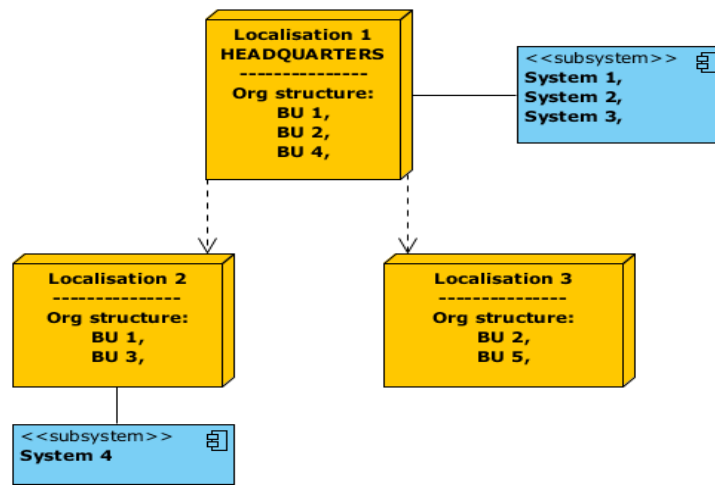 Localisation 1
HEADQUARTERS
---------------
Org structure:
BU 1,
BU 2,
BU 4,
<<subsystem>>
System 1,
System 2,
System 3,
Localisation 2
---------------
Org structure:
BU 1,
BU 3,
Localisation 3
---------------
Org structure:
BU 2,
BU 5,
<<subsystem>>
System 4